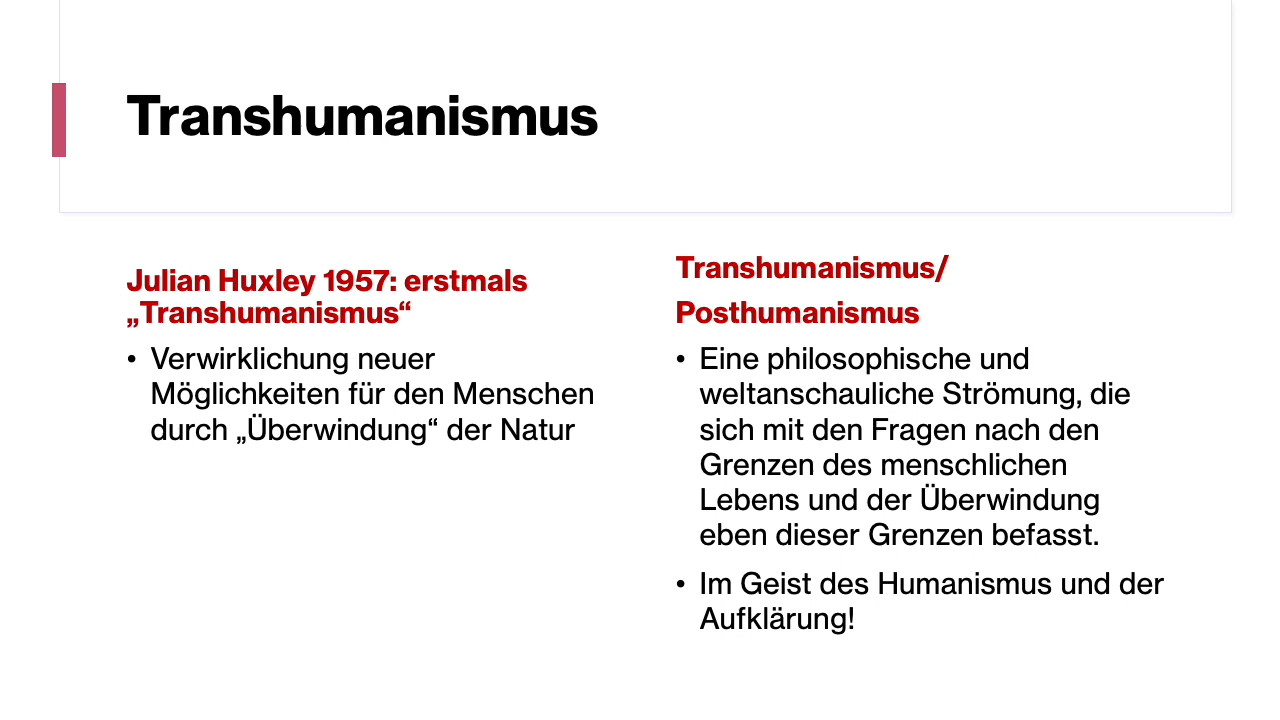 Transhumanismus
Julian Huxley 1957: erstmals
„Transhumanismus“
• Verwirklichung neuer
Möglichkeiten für den Menschen
durch „Überwindung“ der Natur
Transhumanismus/
Posthumanismus
• Eine philosophische und
weltanschauliche Strömung, die
sich mit den Fragen nach den
Grenzen des menschlichen
Lebens und der Überwindung
eben dieser Grenzen befasst.
• Im Geist des Humanismus und der
Aufklärung!